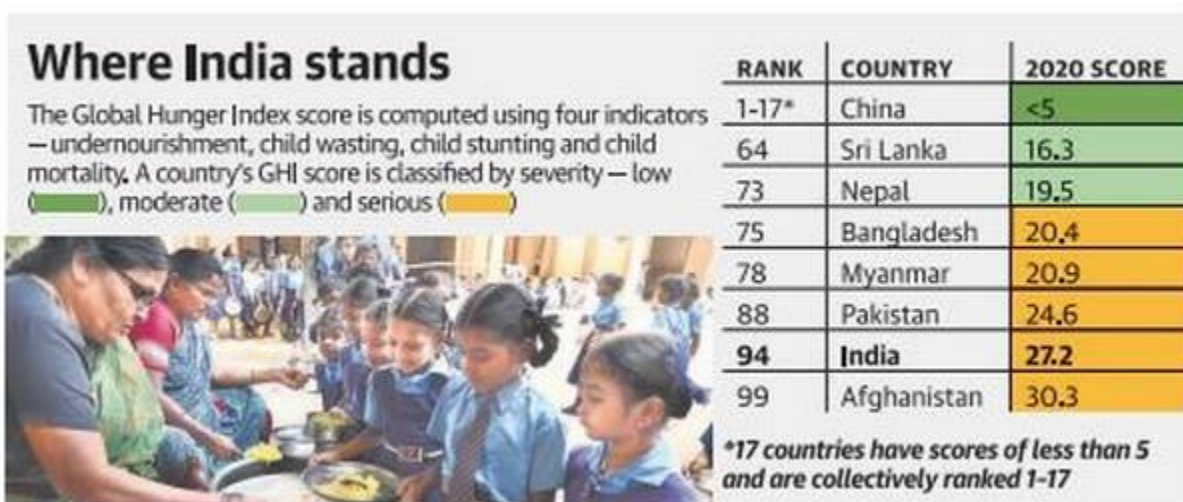 Where India stands
The Global Hunger Index score is computed using four indicators
— undernourishment, child wasting, child stunting and child
mortality. A country's GHI score is classified by severity — low
( ), moderate ( ) and serious ( )
RANK COUNTRY 2020 SCORE
1-17* China <5
64 Sri Lanka 16.3
73 Nepal 19.5
75 Bangladesh 20.4
78 Myanmar 20.9
88 Pakistan 24.6
94 India 27.2
99 Afghanistan 30.3
*17 countries have scores of less than 5
and are collectively ranked 1-17